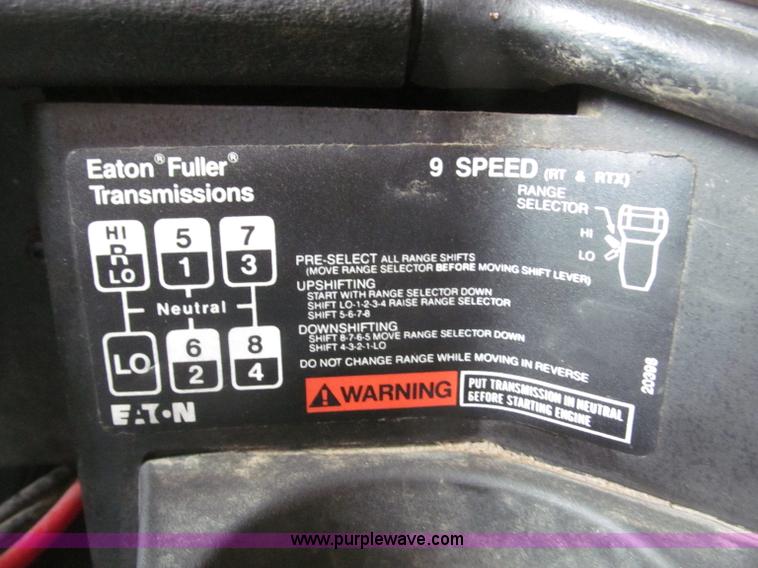 Eaton® Fuller®
Transmissions
9 SPEED (RT & RTX)
RANGE
SELECTOR
HI
LO
HI
R
LO
5
1
7
3
Neutral
LO
6
2
8
4
PRE-SELECT ALL RANGE SHIFTS
(MOVE RANGE SELECTOR BEFORE MOVING SHIFT LEVER)
UPSHIFTING
START WITH RANGE SELECTOR DOWN
SHIFT LO-1-2-3-4 RAISE RANGE SELECTOR
SHIFT 5-6-7-8
DOWNSHIFTING
SHIFT 8-7-6-5 MOVE RANGE SELECTOR DOWN
SHIFT 4-3-2-1-LO
DO NOT CHANGE RANGE WHILE MOVING IN REVERSE
WARNING
PUT TRANSMISSION IN NEUTRAL
BEFORE STARTING ENGINE
20398
EATON
www.purplewave.com